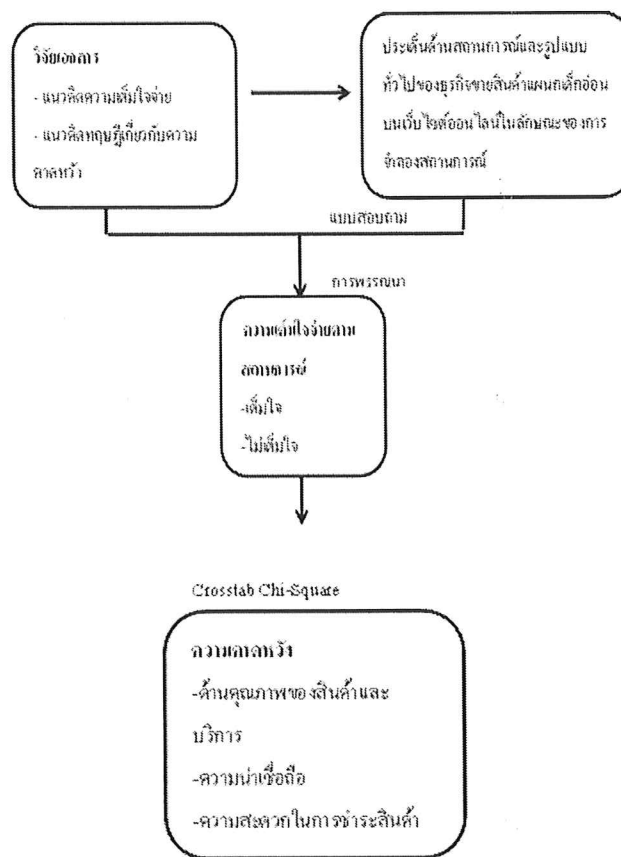 วิจัยเอกสาร
- แนวคิดความเต็มใจจ่าย
- แนวคิดทฤษฎีเกี่ยวกับความ
คาดหวัง
ประเด็นด้านสถานการณ์และรูปแบบ
ทั่วไปของธุรกิจขายสินค้าแผนกเด็กอ่อน
บนเว็บไซต์ออนไลน์ในลักษณะของการ
จำลองสถานการณ์
แบบสอบถาม
การพรรณนา
ความเต็มใจจ่ายตาม
สถานการณ์
-เต็มใจ
-ไม่เต็มใจ
Crosstab Chi-Square
ความคาดหวัง
-ด้านคุณภาพของสินค้าและ
บริการ
-ความน่าเชื่อถือ
-ความสะดวกในการชำระสินค้า